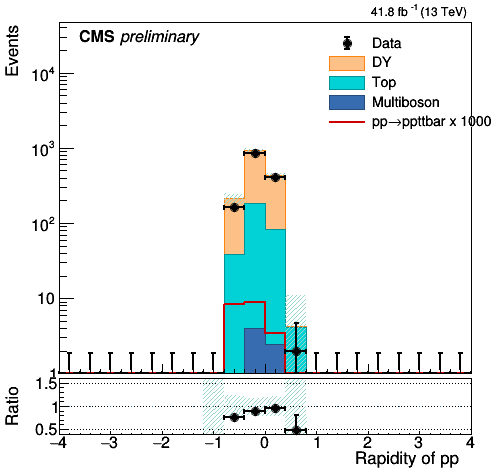 41.8 fb⁻¹ (13 TeV)
CMS preliminary
Events
Data
DY
Top
Multiboson
pp→ppttbar x 1000
10⁴
10³
10²
10
1
Ratio
1.5
1
0.5
−4 −3 −2 −1 0 1 2 3 4
Rapidity of pp